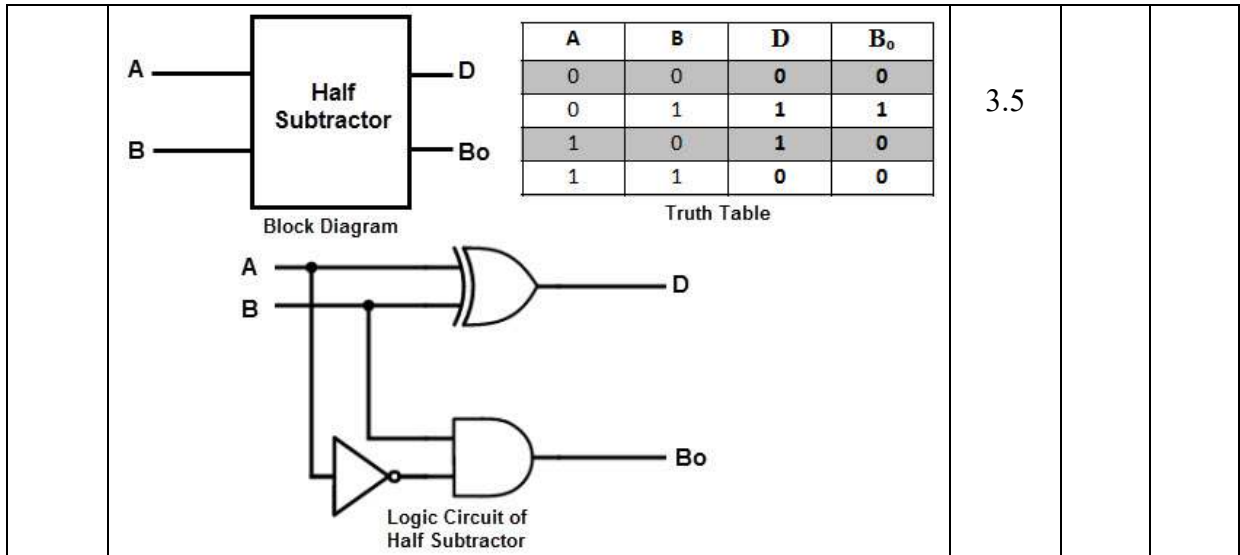 A
B
Half
Subtractor
D
Bo
Block Diagram
A B D B₀
0 0 0 0
0 1 1 1
1 0 1 0
1 1 0 0
Truth Table
3.5
A
B
D
Bo
Logic Circuit of
Half Subtractor